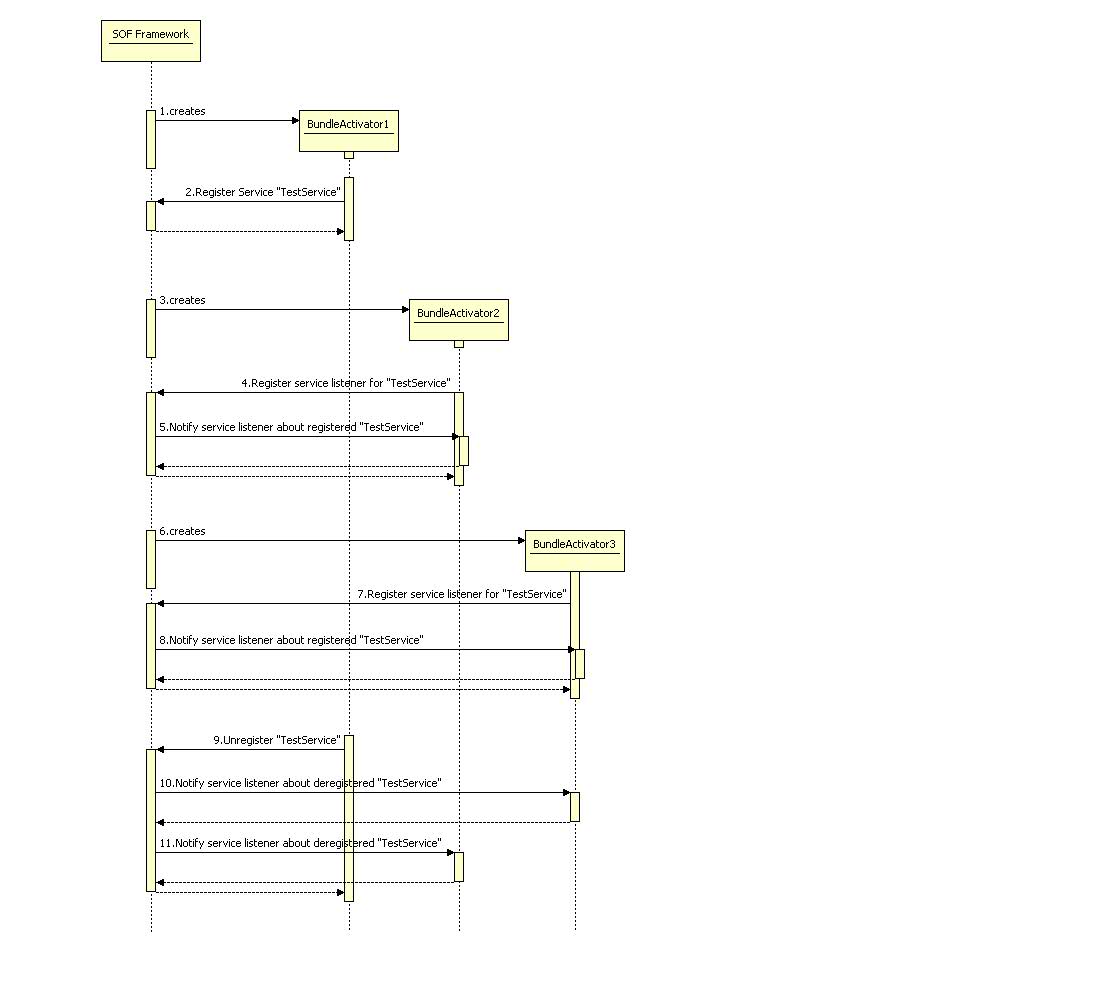 SOF Framework
1.creates
BundleActivator1
2.Register Service "TestService"
3.creates
BundleActivator2
4.Register service listener for "TestService"
5.Notify service listener about registered "TestService"
6.creates
BundleActivator3
7.Register service listener for "TestService"
8.Notify service listener about registered "TestService"
9.Unregister "TestService"
10.Notify service listener about deregistered "TestService"
11.Notify service listener about deregistered "TestService"